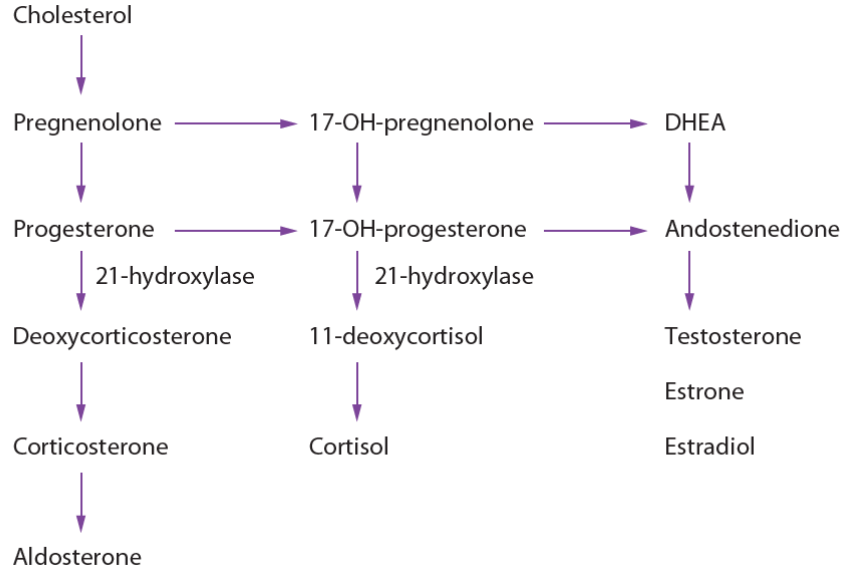 Cholesterol
Pregnenolone 17-OH-pregnenolone DHEA
Progesterone 17-OH-progesterone Andostenedione
21-hydroxylase 21-hydroxylase
Deoxycorticosterone 11-deoxycortisol Testosterone
Estrone
Corticosterone Cortisol Estradiol
Aldosterone